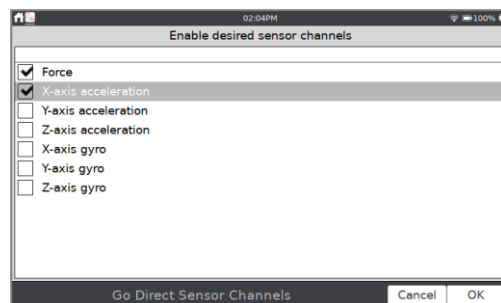 02:04PM 100%
Enable desired sensor channels
Force
X-axis acceleration
Y-axis acceleration
Z-axis acceleration
X-axis gyro
Y-axis gyro
Z-axis gyro
Go Direct Sensor Channels Cancel OK